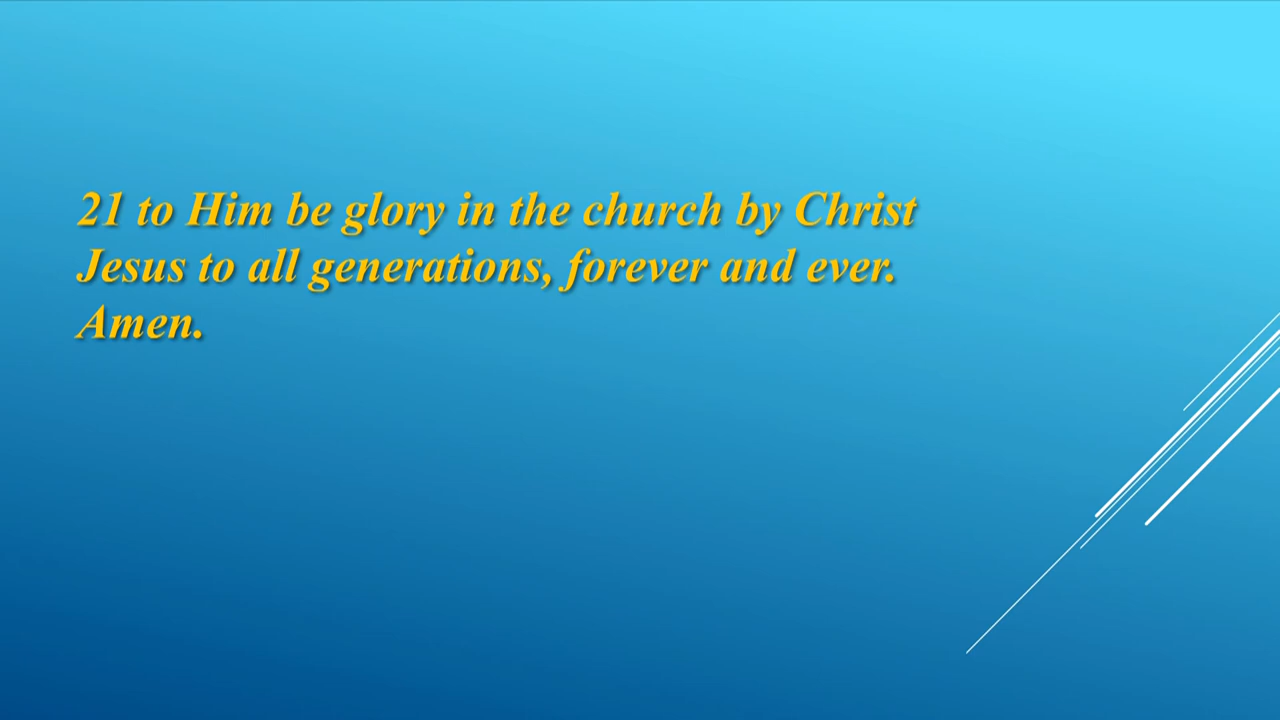 21 to Him be glory in the church by Christ
Jesus to all generations, forever and ever.
Amen.